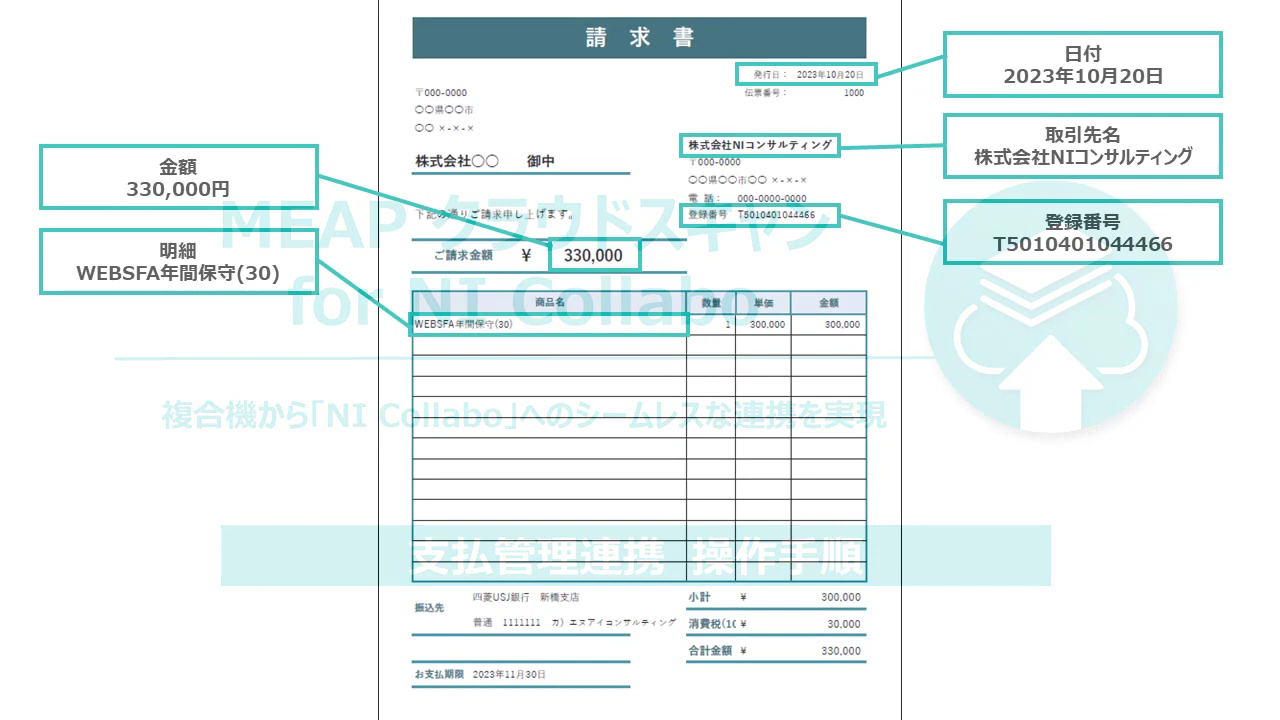 請 求 書
発行日： 2023年10月20日
伝票番号： 1000
〒000-0000
〇〇県〇〇市
〇〇 ×-×-×
株式会社〇〇 御中
株式会社NIコンサルティング
〒000-0000
〇〇県〇〇市〇〇 ×-×-×
電 話： 000-0000-0000
登録番号 T5010401044466
下記の通りご請求申し上げます。
ご請求金額 ¥ 330,000
商品名 数量 単価 金額
WEBSFA年間保守(30) 1 300,000 300,000
振込先
四菱USJ銀行 新橋支店
普通 1111111 カ）エヌアイコンサルティング
お支払期限 2023年11月30日
小計 ¥ 300,000
消費税(10 ¥ 30,000
合計金額 ¥ 330,000
金額
330,000円
明細
WEBSFA年間保守(30)
日付
2023年10月20日
取引先名
株式会社NIコンサルティング
登録番号
T5010401044466
MEAP クラウドスキャン
for NI Collabo
複合機から「NI Collabo」へのシームレスな連携を実現
支払管理連携 操作手順